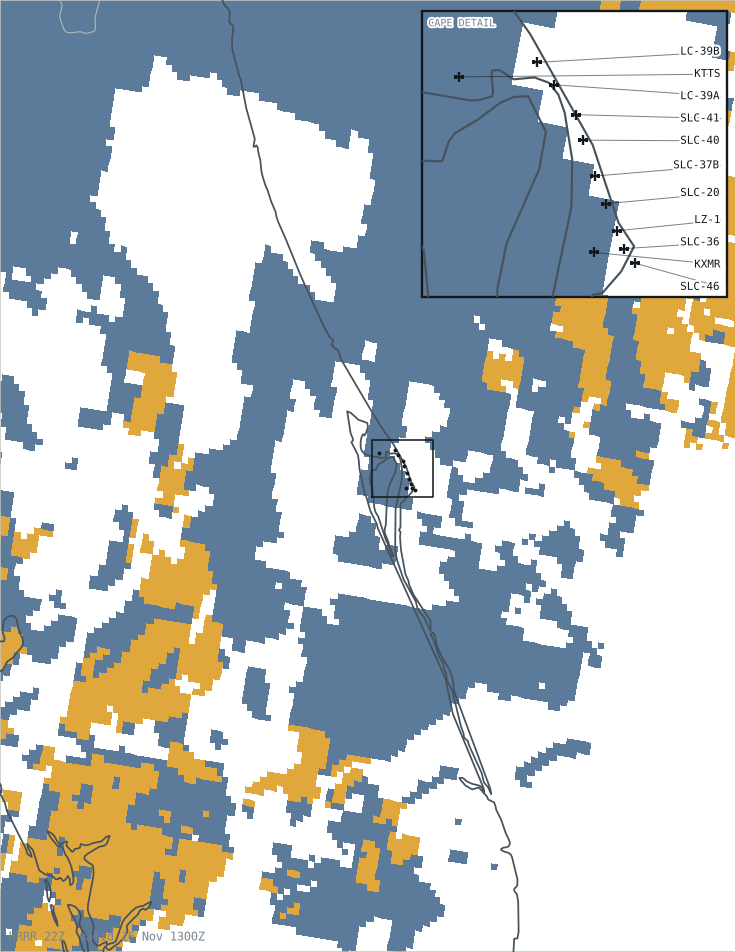 CAPE DETAIL
LC-39B
KTTS
LC-39A
SLC-41
SLC-40
SLC-37B
SLC-20
LZ-1
SLC-36
KXMR
SLC-46
22Z
Nov 1300Z